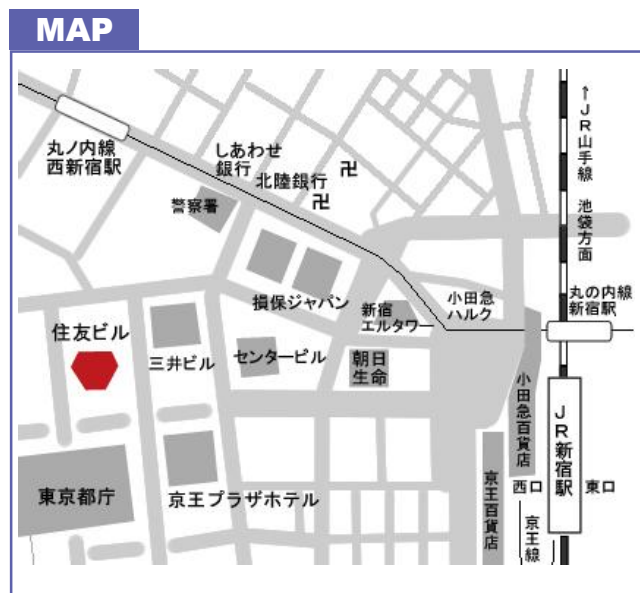 MAP
↑JR山手線 池袋方面
丸ノ内線
西新宿駅
しあわせ
銀行
北陸銀行
卍
卍
警察署
損保ジャパン
新宿
エルタワー
小田急
ハルク
丸の内線
新宿駅
住友ビル
三井ビル
センタービル
朝日
生命
小田急百貨店
JR新宿駅
東京都庁
京王プラザホテル
京王百貨店
西口
東口
京王線